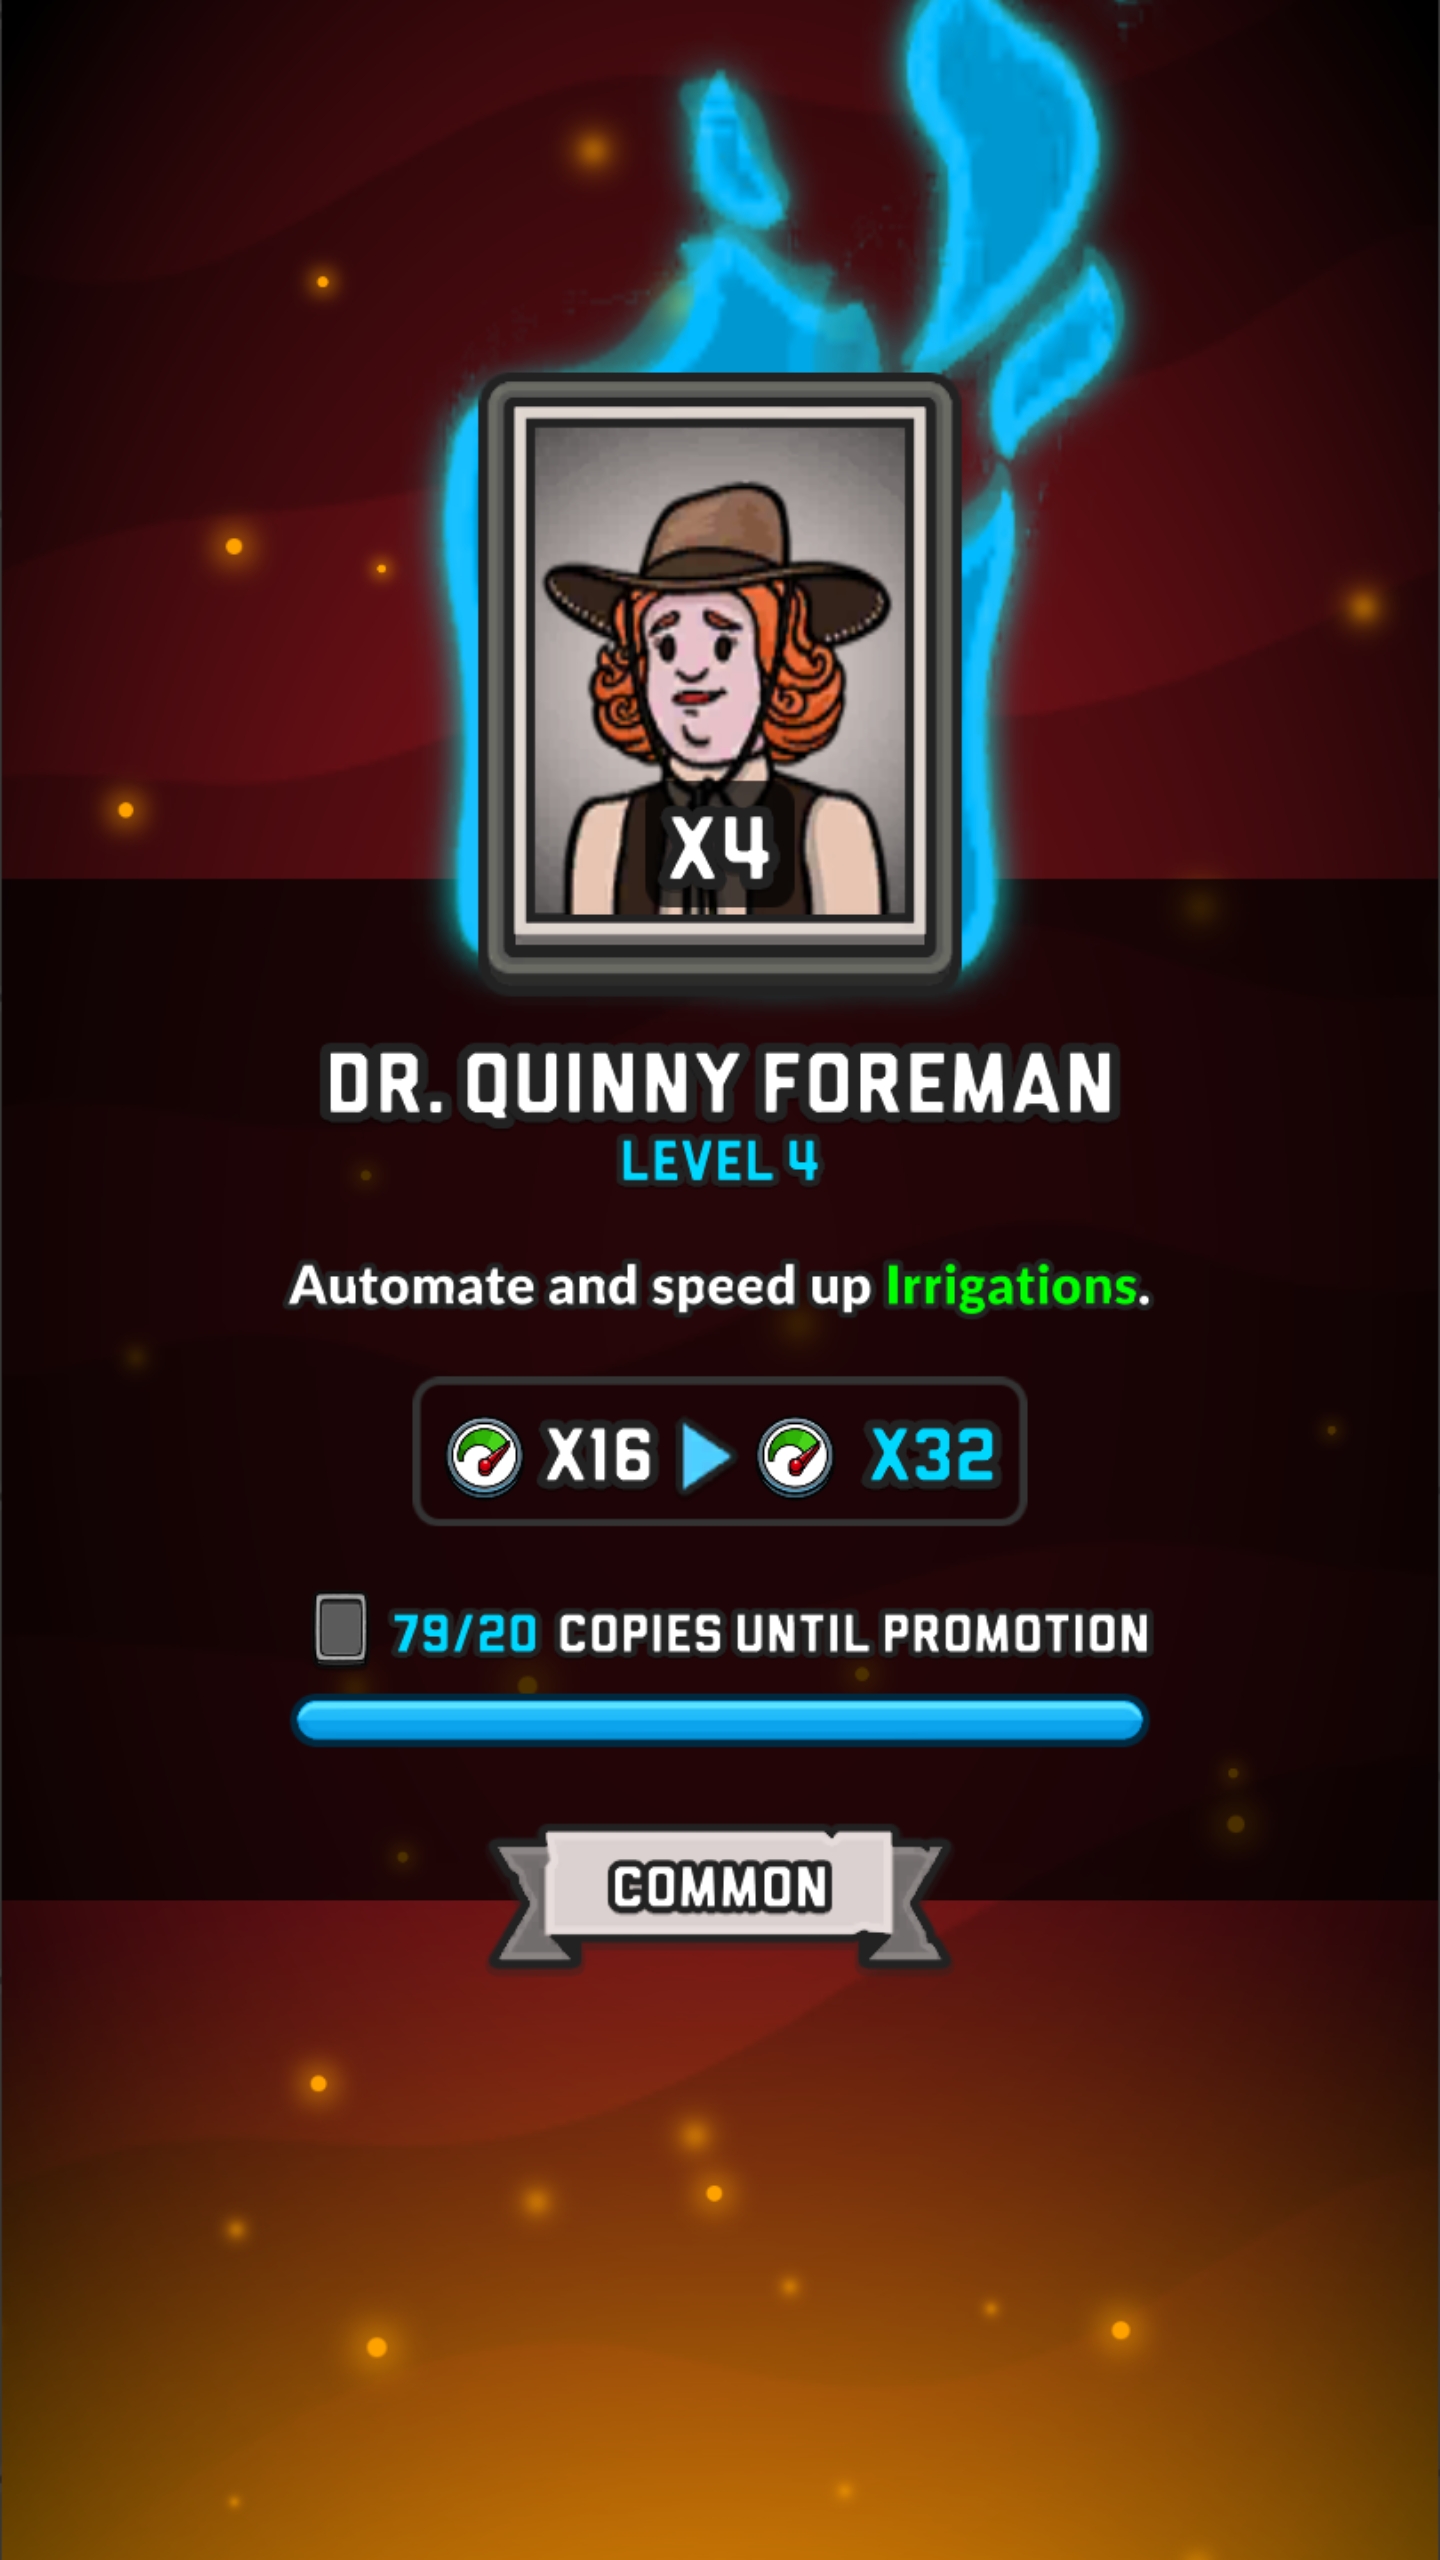 X4
DR. QUINNY FOREMAN
LEVEL 4
Automate and speed up Irrigations.
X16 X32
79/20 COPIES UNTIL PROMOTION
COMMON